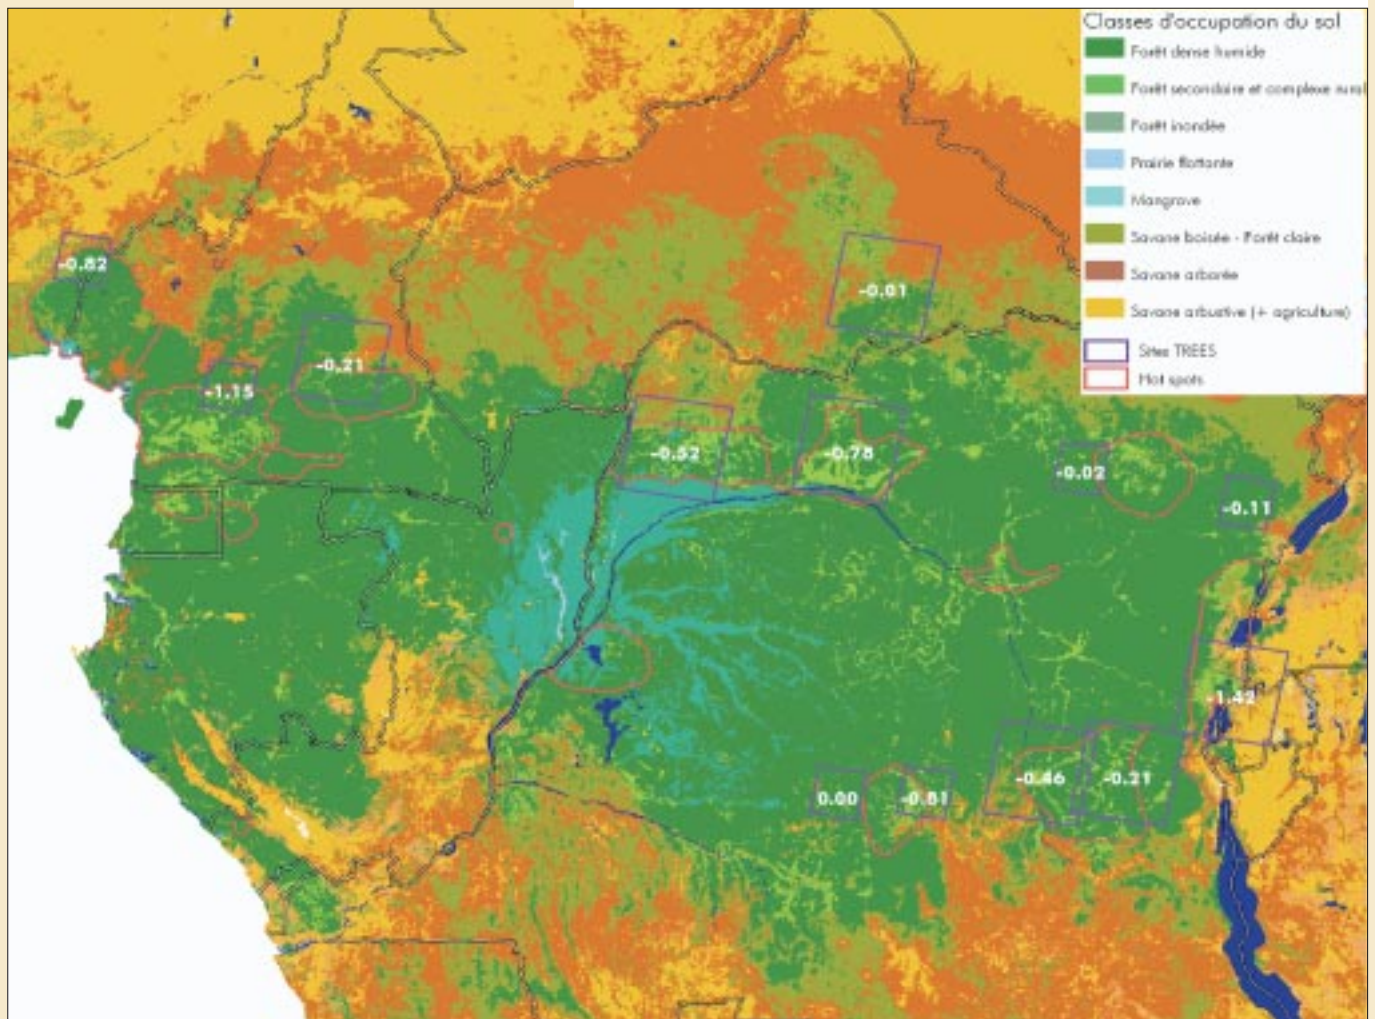 Classes d'occupation du sol
Forêt dense humide
Forêt secondaire et complexe rural
Forêt inondée
Prairie flottante
Mangrove
Savane boisée - Forêt claire
Savane arborée
Savane arbustive (+ agriculture)
Sites TREES
Hot spots
-0.82
-0.01
-0.21
-1.15
-0.52
-0.78
-0.02
-0.11
-1.42
-0.46
-0.21
0.00
-0.81